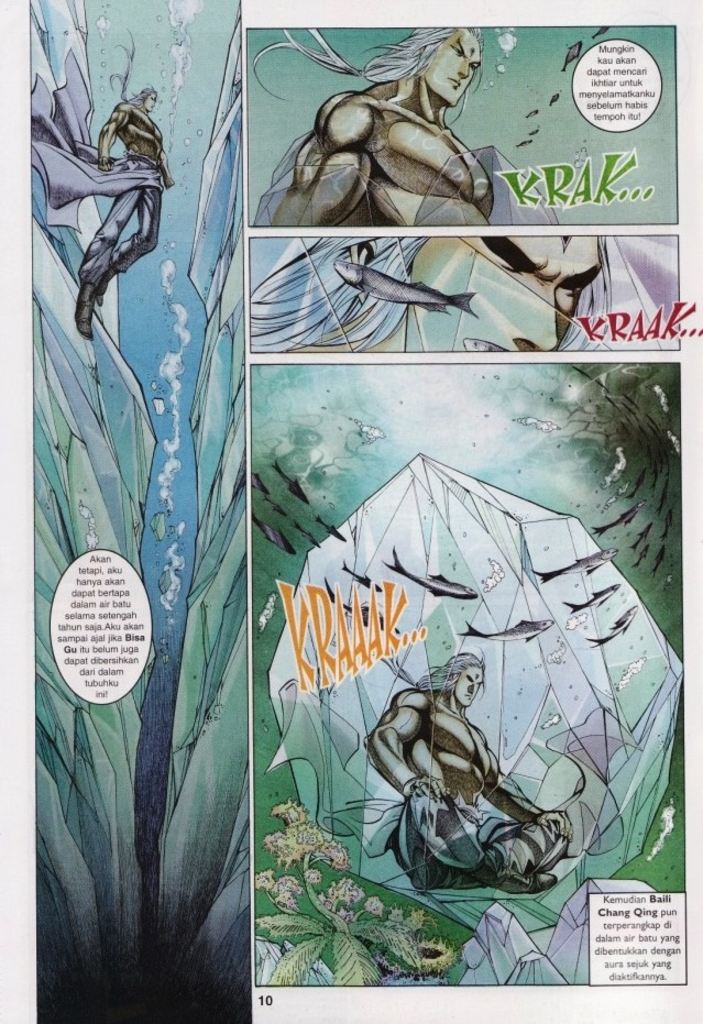 Akan
tetapi, aku
hanya akan
dapat bertapa
dalam air batu
selama setengah
tahun saja.Aku akan
sampai ajal jika Bisa
Gu itu belum juga
dapat dibersihkan
dari dalam
tubuhku
ini!
Mungkin
kau akan
dapat mencari
ikhtiar untuk
menyelamatkanku
sebelum habis
tempoh itu!
KRAK...
KRAAK...
KRAAAK...
Kemudian Baili
Chang Qing pun
terperangkap di
dalam air batu yang
dibentukkan dengan
aura sejuk yang
diaktifkannya.
10